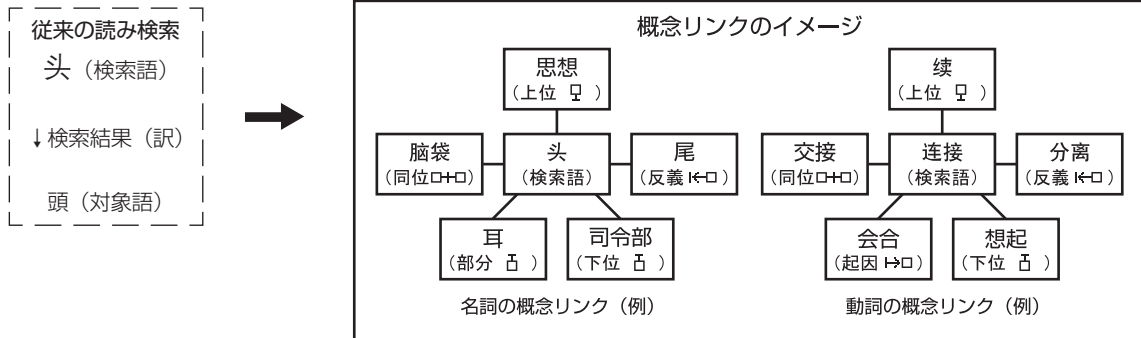 従来の読み検索
头（検索語）
↓検索結果（訳）
頭（対象語）
概念リンクのイメージ
思想
（上位）
脑袋
（同位）
头
（検索語）
尾
（反義）
耳
（部分）
司令部
（下位）
名詞の概念リンク（例）
续
（上位）
交接
（同位）
连接
（検索語）
分离
（反義）
会合
（起因）
想起
（下位）
動詞の概念リンク（例）